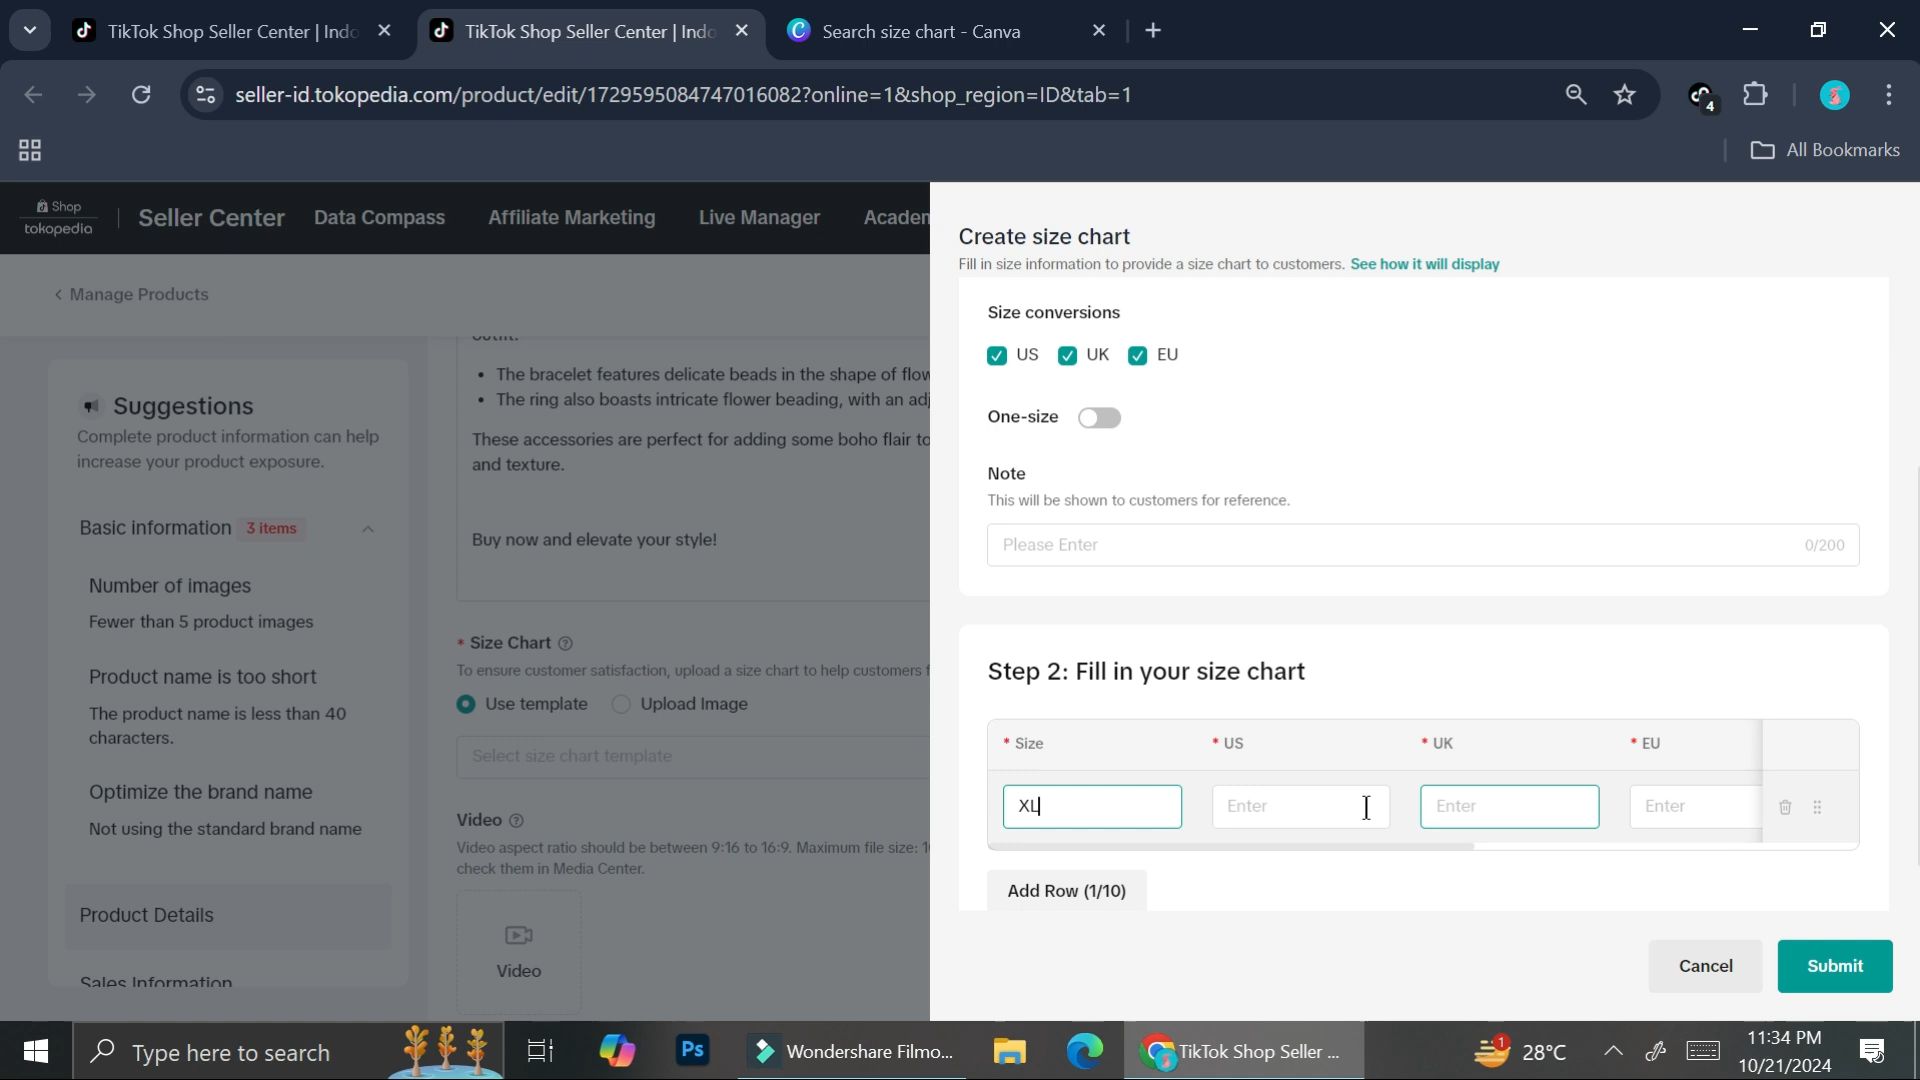 TikTok Shop Seller Center | Indo
TikTok Shop Seller Center | Indo
Search size chart - Canva
seller-id.tokopedia.com/product/edit/1729595084747016082?online=1&shop_region=ID&tab=1
4
All Bookmarks
Shop
tokopedia
Seller Center
Data Compass
Affiliate Marketing
Live Manager
Academ
Create size chart
Fill in size information to provide a size chart to customers. See how it will display
< Manage Products
Suggestions
Complete product information can help
increase your product exposure.
Basic information 3 items
Number of images
Fewer than 5 product images
Product name is too short
The product name is less than 40
characters.
Optimize the brand name
Not using the standard brand name
Product Details
Sales Information
outfit.
• The bracelet features delicate beads in the shape of flow
• The ring also boasts intricate flower beading, with an adj
These accessories are perfect for adding some boho flair to
and texture.
Buy now and elevate your style!
* Size Chart
To ensure customer satisfaction, upload a size chart to help customers f
Use template
Upload Image
Select size chart template
Video
Video aspect ratio should be between 9:16 to 16:9. Maximum file size: 1
check them in Media Center.
Video
Size conversions
US UK EU
One-size
Note
This will be shown to customers for reference.
Please Enter
0/200
Step 2: Fill in your size chart
* Size * US * UK * EU
XL Enter Enter Enter
Add Row (1/10)
Cancel
Submit
Type here to search
Ps
Wondershare Filmo...
TikTok Shop Seller ...
1
28°C
11:34 PM
10/21/2024